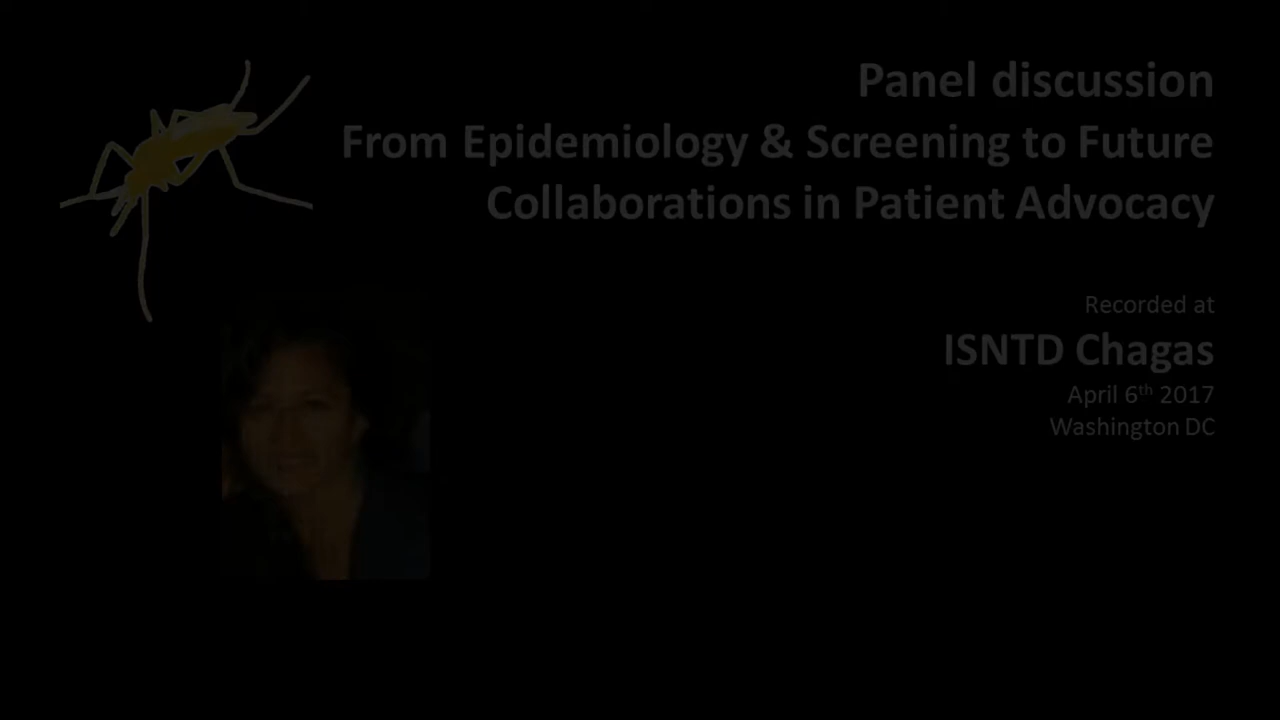 Panel discussion
From Epidemiology & Screening to Future
Collaborations in Patient Advocacy
Recorded at
ISNTD Chagas
April 6th 2017
Washington DC